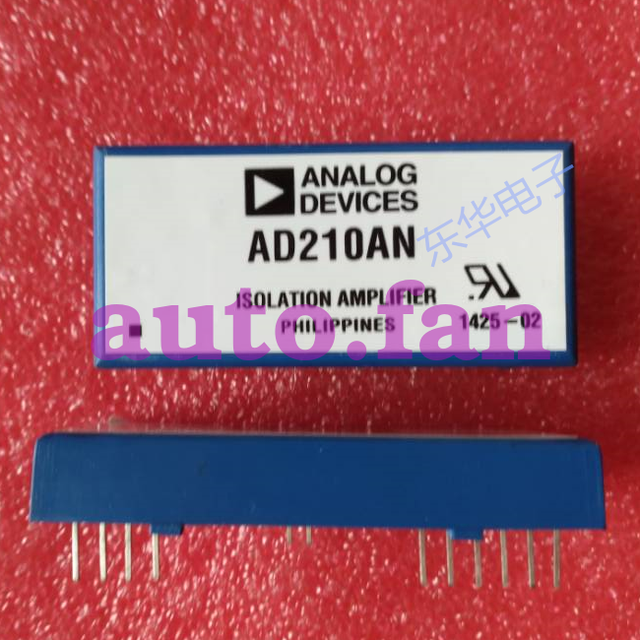 ANALOG
DEVICES
AD210AN
东华电子
ISOLATION AMPLIFIER
auto.fan
PHILIPPINES
1425-02